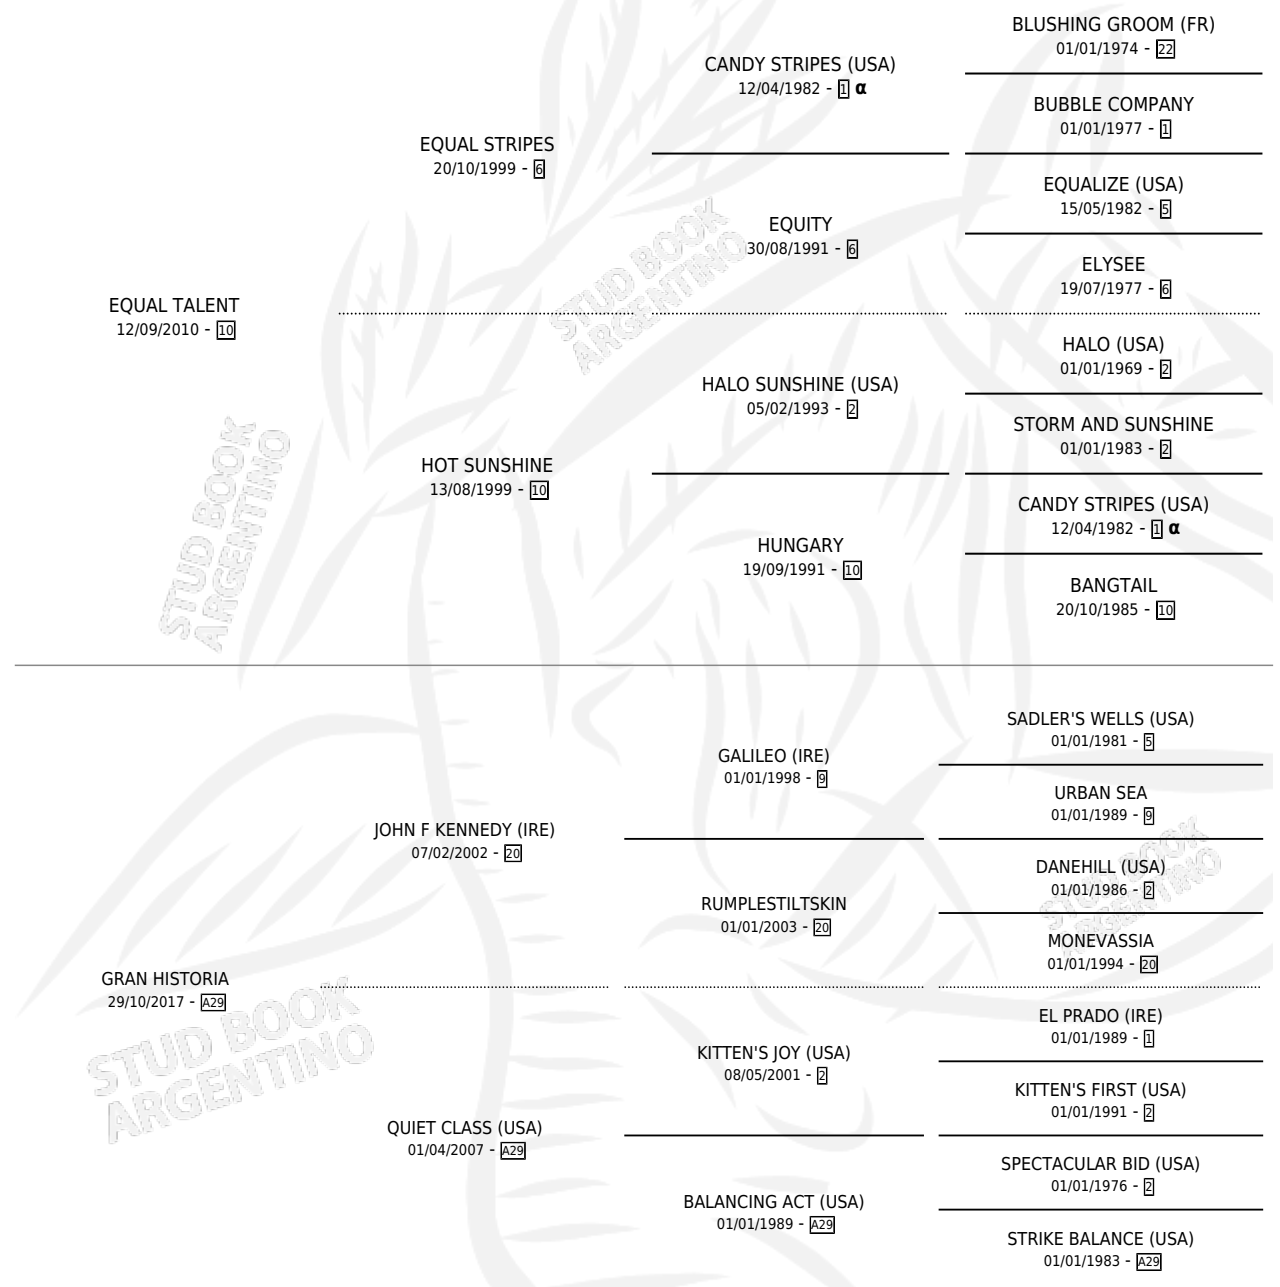 BLUSHING GROOM (FR)
01/01/1974 - 22
CANDY STRIPES (USA)
12/04/1982 - 1 α
BUBBLE COMPANY
01/01/1977 - 1
EQUAL STRIPES
20/10/1999 - 6
EQUALIZE (USA)
15/05/1982 - 5
EQUITY
30/08/1991 - 6
ELYSEE
19/07/1977 - 6
EQUAL TALENT
12/09/2010 - 10
HALO (USA)
01/01/1969 - 2
HALO SUNSHINE (USA)
05/02/1993 - 2
STORM AND SUNSHINE
01/01/1983 - 2
HOT SUNSHINE
13/08/1999 - 10
CANDY STRIPES (USA)
12/04/1982 - 1 α
HUNGARY
19/09/1991 - 10
BANGTAIL
20/10/1985 - 10
SADLER'S WELLS (USA)
01/01/1981 - 5
GALILEO (IRE)
01/01/1998 - 9
URBAN SEA
01/01/1989 - 9
JOHN F KENNEDY (IRE)
07/02/2002 - 20
DANEHILL (USA)
01/01/1986 - 2
RUMPLESTILTSKIN
01/01/2003 - 20
MONEVASSIA
01/01/1994 - 20
GRAN HISTORIA
29/10/2017 - A29
EL PRADO (IRE)
01/01/1989 - 1
KITTEN'S JOY (USA)
08/05/2001 - 2
KITTEN'S FIRST (USA)
01/01/1991 - 2
QUIET CLASS (USA)
01/04/2007 - A29
SPECTACULAR BID (USA)
01/01/1976 - 2
BALANCING ACT (USA)
01/01/1989 - A29
STRIKE BALANCE (USA)
01/01/1983 - A29
STUD BOOK
ARGENTINO
STUD BOOK
ARGENTINO
STUD BOOK
ARGENTINO
STUD BOOK
ARGENTINO